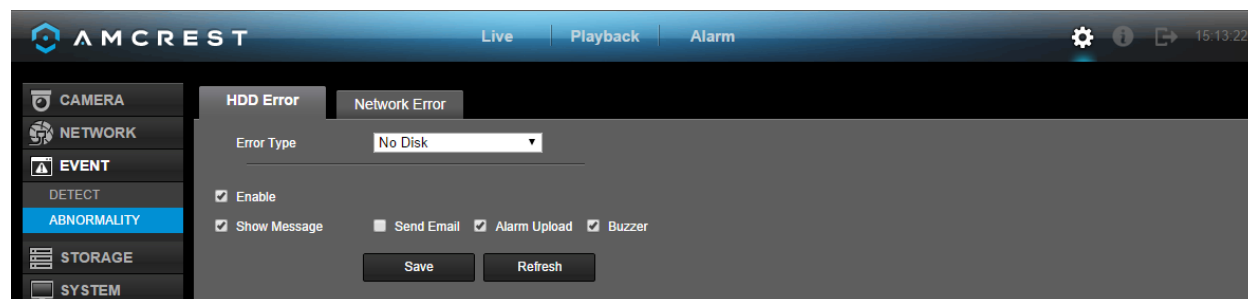 AMCREST
Live Playback Alarm
15:13:22
CAMERA
NETWORK
EVENT
DETECT
ABNORMALITY
STORAGE
SYSTEM
HDD Error Network Error
Error Type No Disk
Enable
Show Message Send Email Alarm Upload Buzzer
Save Refresh